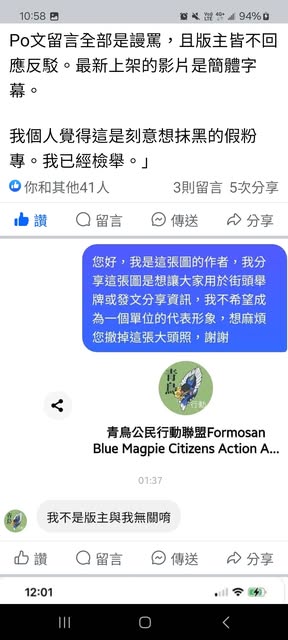 10:58
94%
Po文留言全部是謾罵，且版主皆不回
應反駁。最新上架的影片是簡體字
幕。
我個人覺得這是刻意想抹黑的假粉
專。我已經檢舉。」
你和其他41人
3則留言 5次分享
讚 留言 傳送 分享
您好，我是這張圖的作者，我分
享這張圖是想讓大家用於街頭舉
牌或發文分享資訊，我不希望成
為一個單位的代表形象，想麻煩
您撤掉這張大頭照，謝謝
青鳥
行動
青鳥公民行動聯盟Formosan
Blue Magpie Citizens Action A...
01:37
我不是版主與我無關唷
讚 留言 傳送 分享
12:01